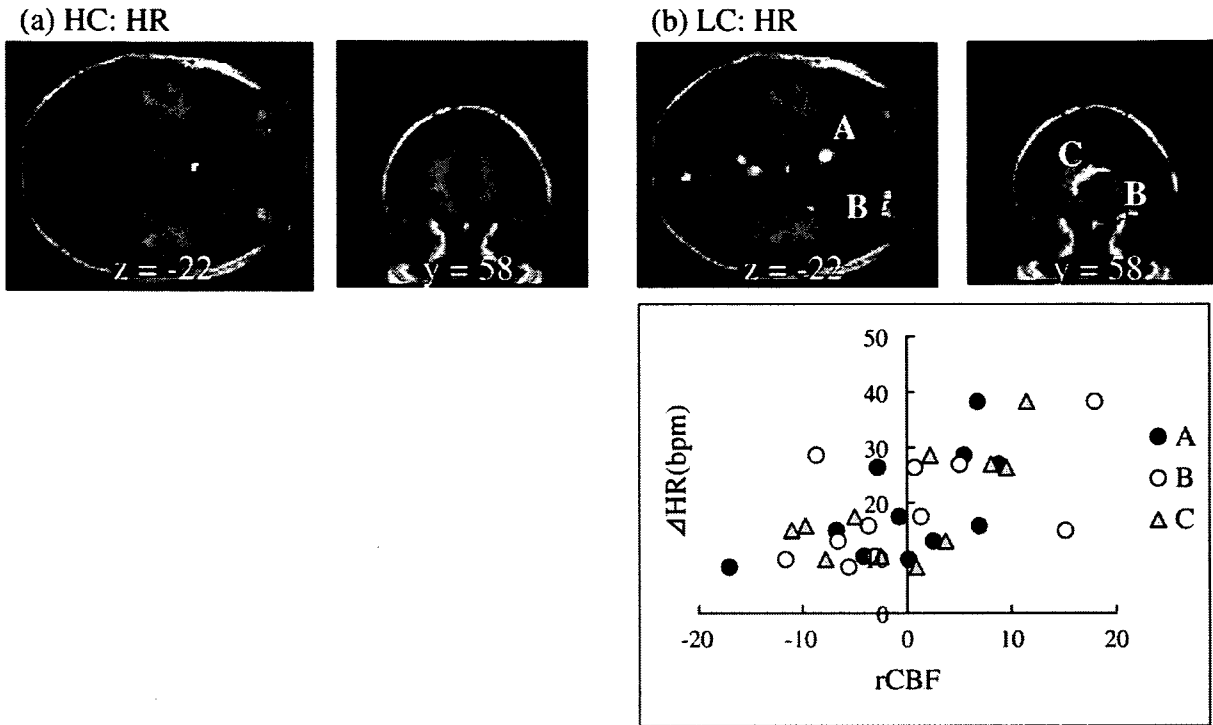 (a) HC: HR
(b) LC: HR
z = -22
y = 58
A
B
z = -22
C
B
y = 58
50
40
30
20
10
0
ΔHR(bpm)
-20
-10
0
10
20
rCBF
A
B
C